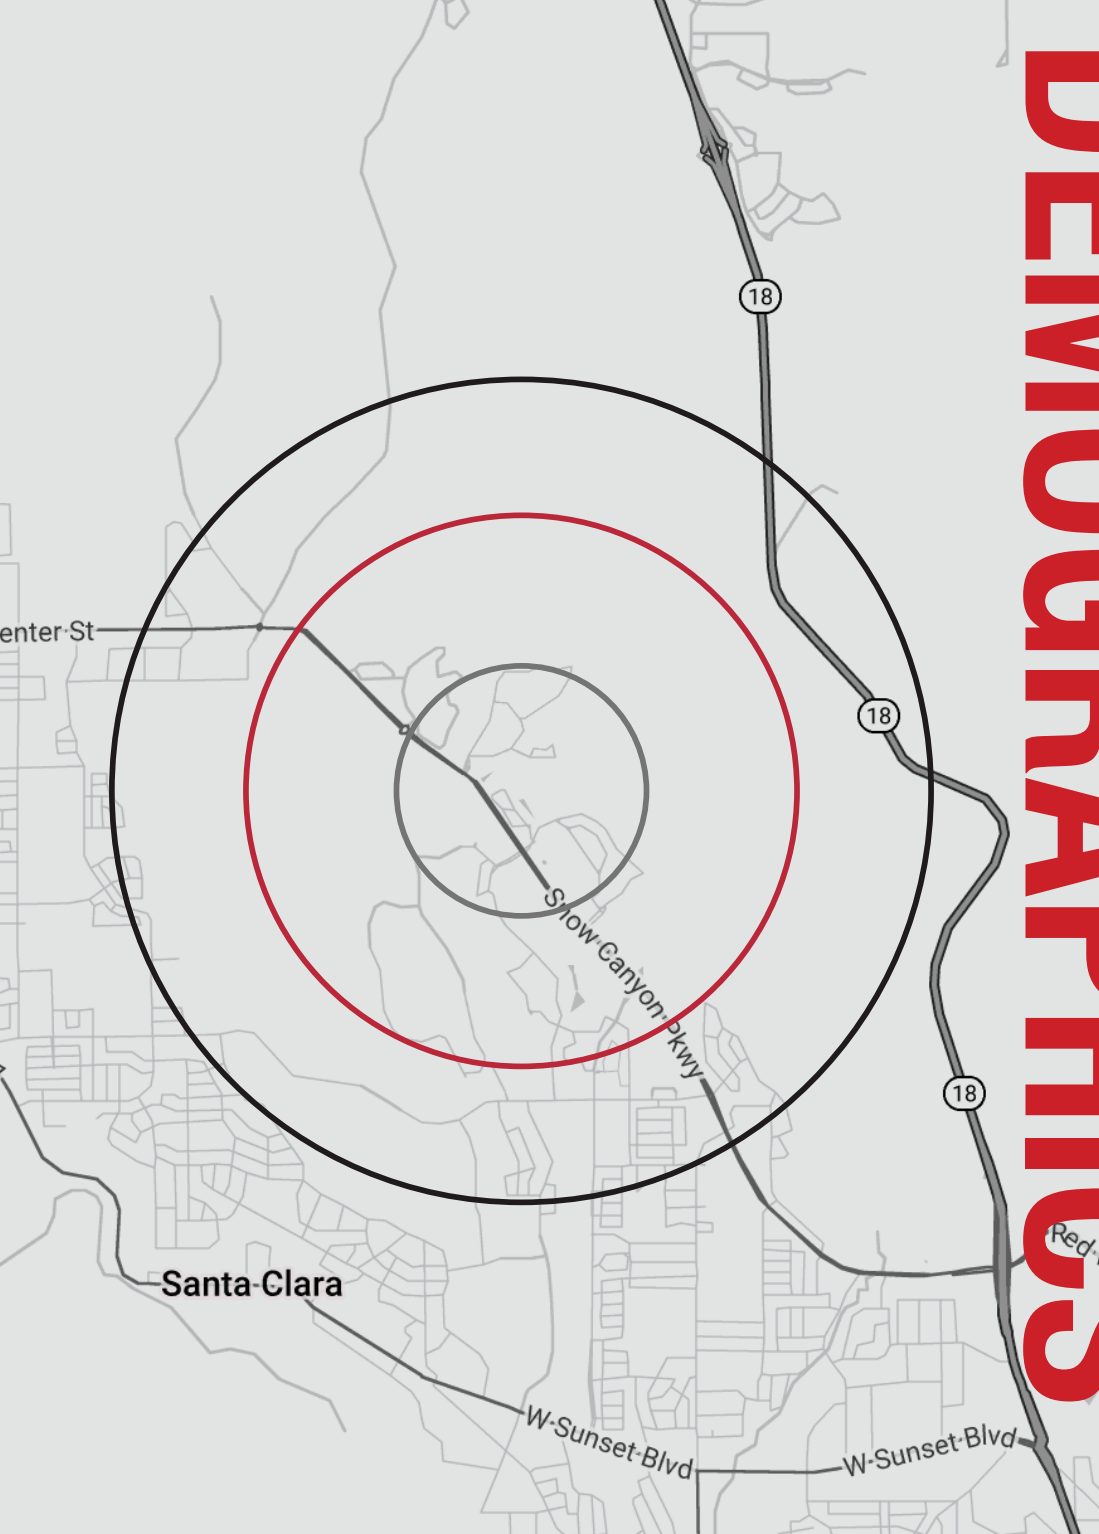 18
DEMOGRAPHICS
enter St
18
Snow Canyon Pkwy
18
Red
Santa Clara
W Sunset Blvd
W Sunset Blvd